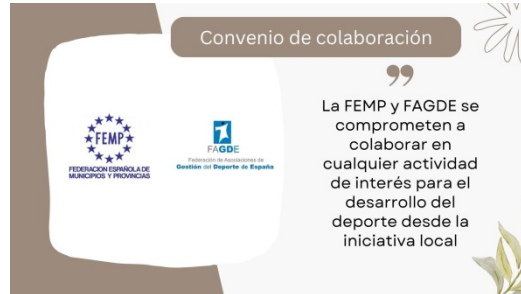 Convenio de colaboración
FEMP
FEDERACION ESPAÑOLA DE
MUNICIPIOS Y PROVINCIAS
FAGDE
Federación de Asociaciones de
Gestión del Deporte de España
"
La FEMP y FAGDE se
comprometen a
colaborar en
cualquier actividad
de interés para el
desarrollo del
deporte desde la
iniciativa local